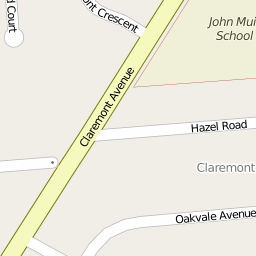 d Court
ont Crescent
John Mui
School
Claremont Avenue
Hazel Road
Claremont
Oakvale Avenue